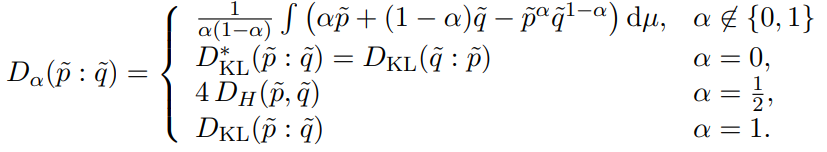 D_α(p̃ : q̃) = { 1/(α(1−α)) ∫ (αp̃ + (1 − α)q̃ − p̃^α q̃^{1−α}) dμ, α ∉ {0, 1}
D*_KL(p̃ : q̃) = D_KL(q̃ : p̃) α = 0,
4 D_H(p̃, q̃) α = 1/2,
D_KL(p̃ : q̃) α = 1.